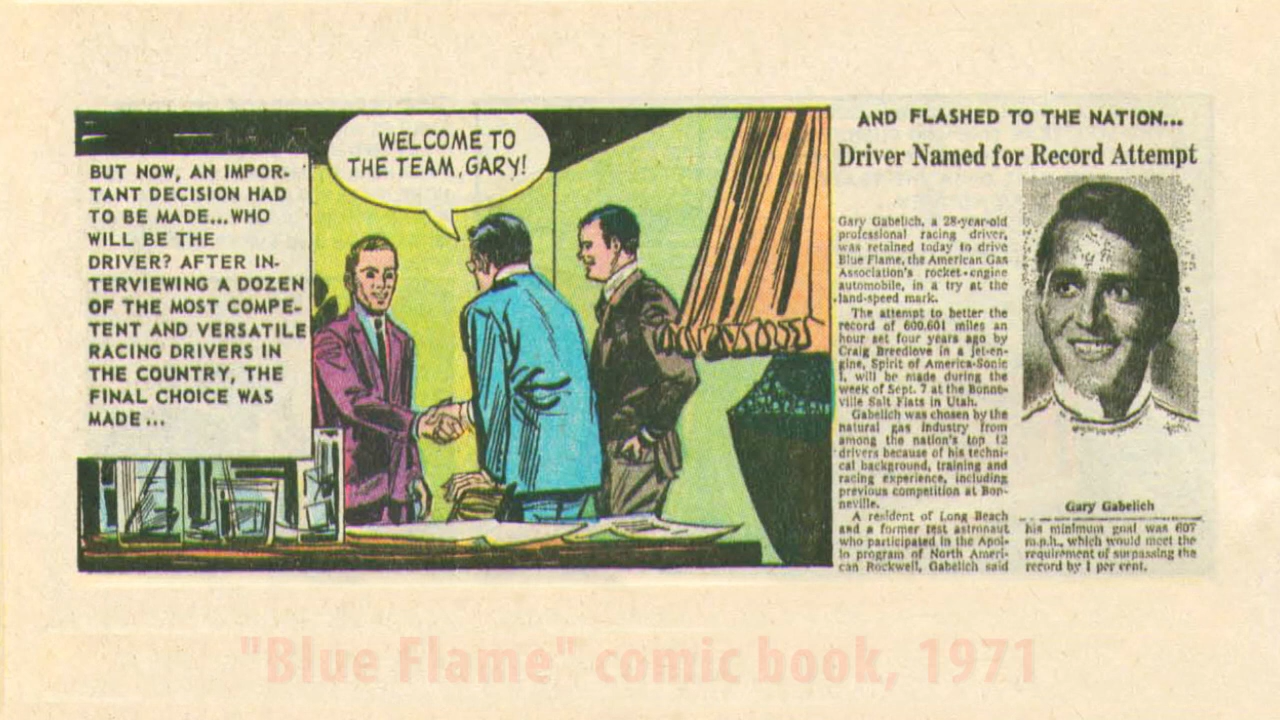 BUT NOW, AN IMPOR-
TANT DECISION HAD
TO BE MADE...WHO
WILL BE THE
DRIVER? AFTER IN-
TERVIEWING A DOZEN
OF THE MOST COMPE-
TENT AND VERSATILE
RACING DRIVERS IN
THE COUNTRY, THE
FINAL CHOICE WAS
MADE...
WELCOME TO
THE TEAM, GARY!
AND FLASHED TO THE NATION...
Driver Named for Record Attempt
Gary Gabelich, a 28-year-old
professional racing driver,
was retained today to drive
Blue Flame, the American Gas
Association's rocket-engine
automobile, in a try at the
land-speed mark.
The attempt to better the
record of 600.601 miles an
hour set four years ago by
Craig Breedlove in a jet-en-
gine, Spirit of America-Sonic
I, will be made during the
week of Sept. 7 at the Bonne-
ville Salt Flats in Utah.
Gabelich was chosen by the
natural gas industry from
among the nation's top 12
drivers because of his techni-
cal background, training and
racing experience, including
previous competition at Bon-
neville.
A resident of Long Beach
and a former test astronaut
who participated in the Apol-
lo program of North Ameri-
can Rockwell, Gabelich said
Gary Gabelich
his minimum goal was 607
m.p.h., which would meet the
requirement of surpassing the
record by 1 per cent.
"Blue Flame" comic book, 1971